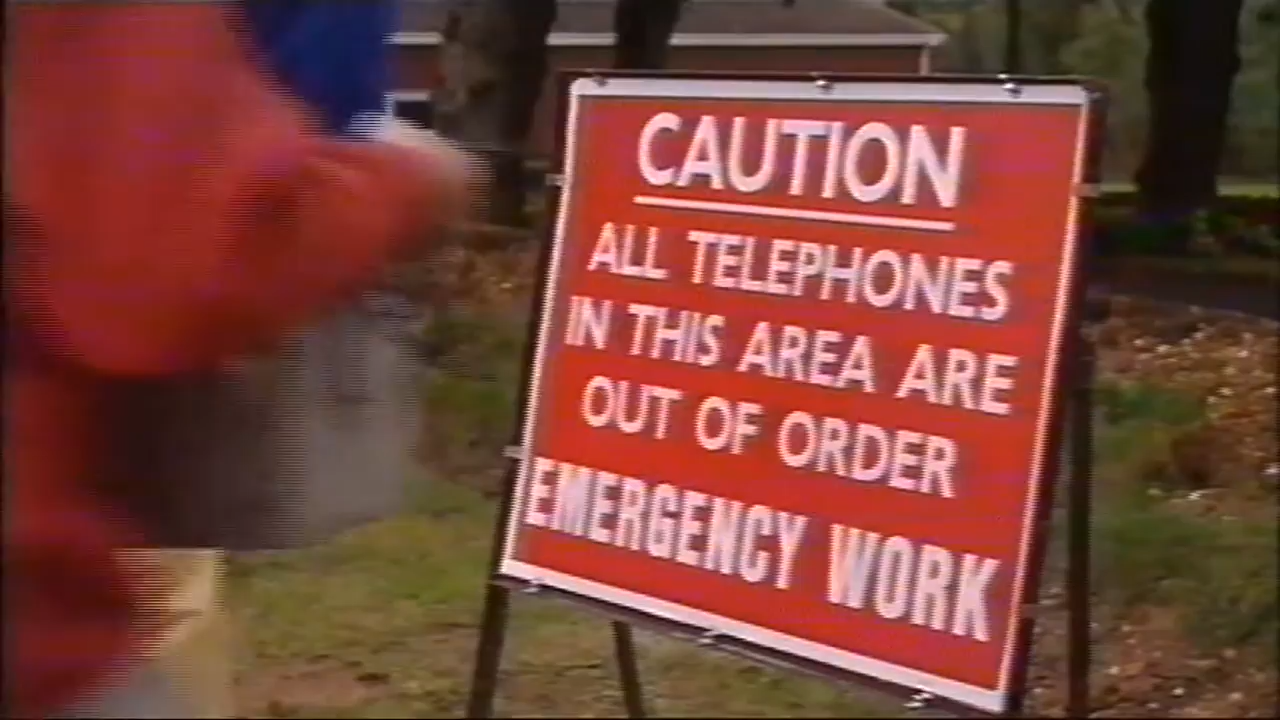 CAUTION
ALL TELEPHONES
IN THIS AREA ARE
OUT OF ORDER
EMERGENCY WORK